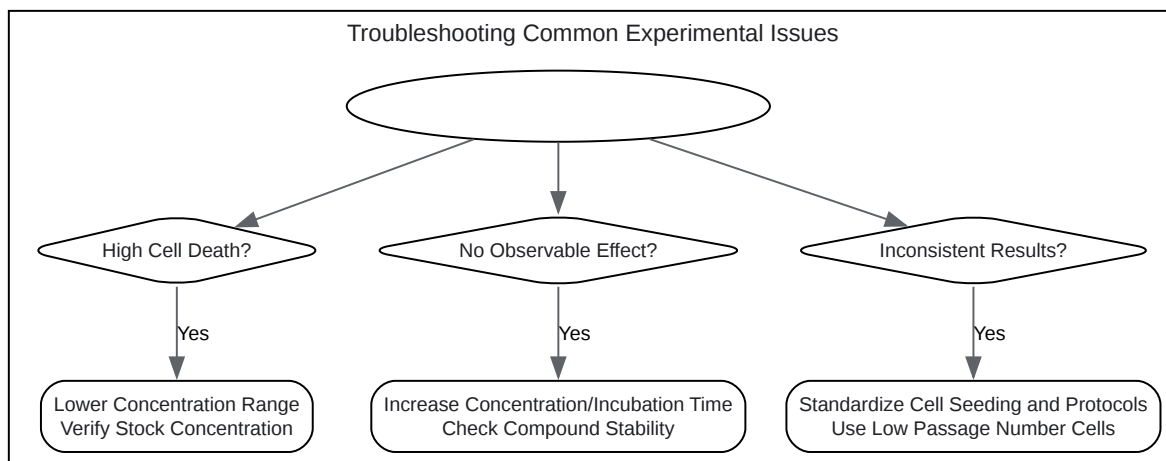 Troubleshooting Common Experimental Issues
High Cell Death?
No Observable Effect?
Inconsistent Results?
Yes
Yes
Yes
Lower Concentration Range
Verify Stock Concentration
Increase Concentration/Incubation Time
Check Compound Stability
Standardize Cell Seeding and Protocols
Use Low Passage Number Cells